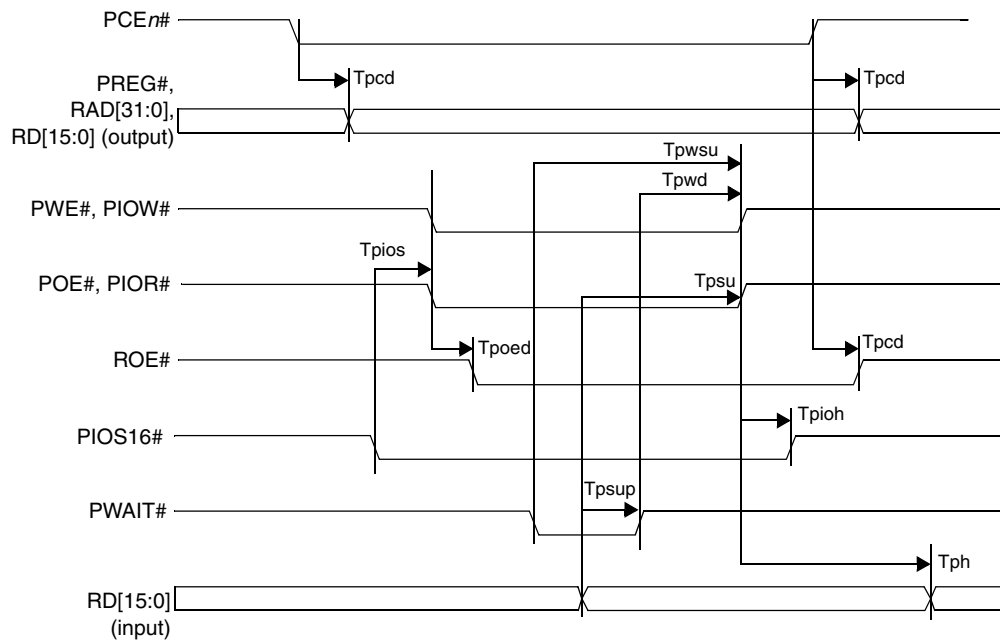 PCEn#
Tpcd
Tpcd
PREG#,
RAD[31:0],
RD[15:0] (output)
Tpwsu
Tpwd
PWE#, PIOW#
Tpios
POE#, PIOR#
Tpsu
Tpoed
Tpcd
ROE#
Tpioh
PIOS16#
Tpsup
PWAIT#
Tph
RD[15:0]
(input)